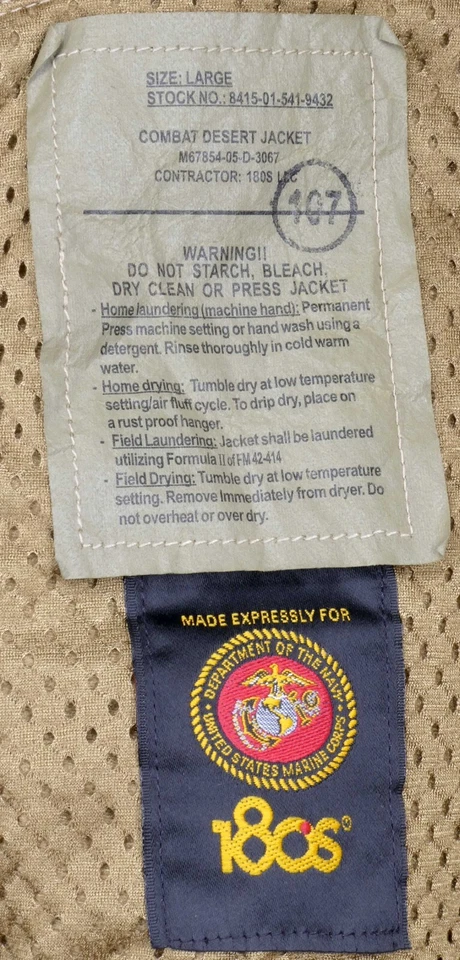 SIZE: LARGE
STOCK NO.: 8415-01-541-9432
COMBAT DESERT JACKET
M67854-05-D-3067
CONTRACTOR: 180S LLC
107
WARNING!!
DO NOT STARCH, BLEACH,
DRY CLEAN OR PRESS JACKET
- Home laundering (machine hand): Permanent
Press machine setting or hand wash using a
detergent. Rinse thoroughly in cold warm
water.
- Home drying: Tumble dry at low temperature
setting/air fluff cycle. To drip dry, place on
a rust proof hanger.
- Field Laundering: Jacket shall be laundered
utilizing Formula II of FM 42-414
- Field Drying: Tumble dry at low temperature
setting. Remove Immediately from dryer. Do
not overheat or over dry.
MADE EXPRESSLY FOR
DEPARTMENT OF THE NAVY
UNITED STATES MARINE CORPS
180s®